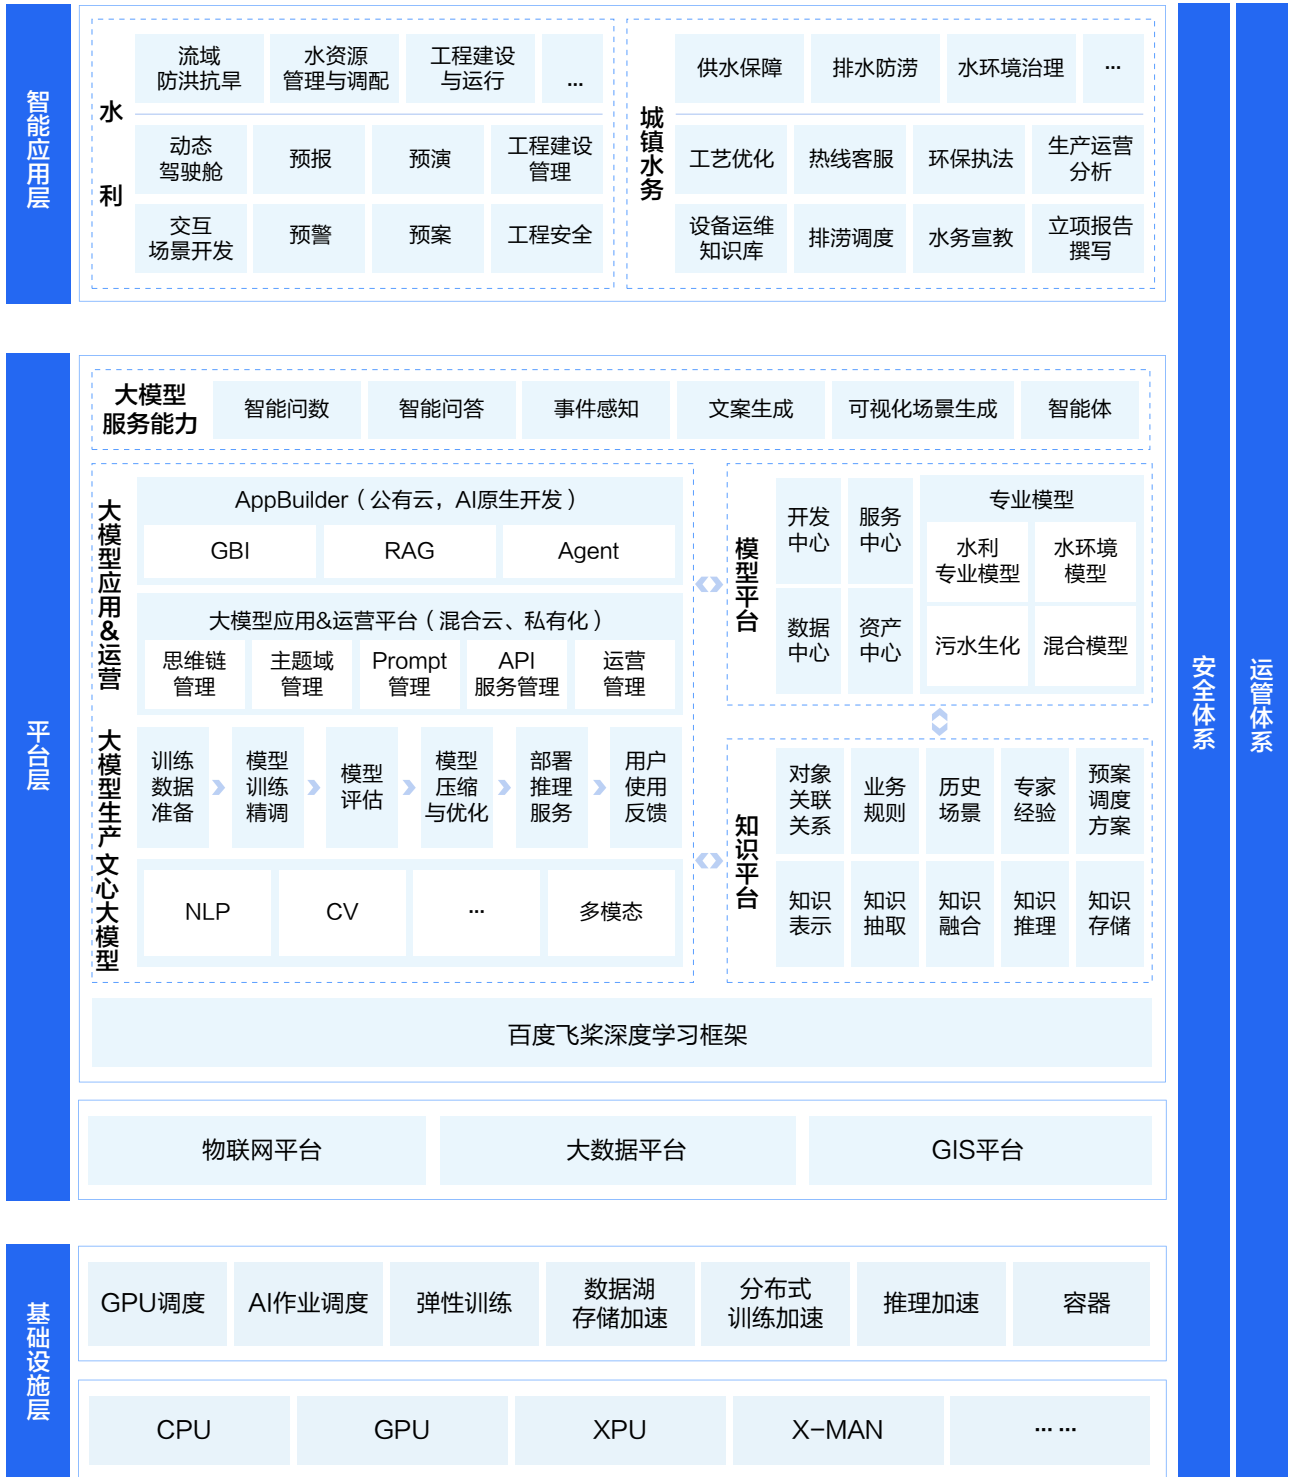 智能应用层
水利
流域
防洪抗旱
水资源
管理与调配
工程建设
与运行
...
动态
驾驶舱
预报
预演
工程建设
管理
交互
场景开发
预警
预案
工程安全
城镇水务
供水保障
排水防涝
水环境治理
...
工艺优化
热线客服
环保执法
生产运营
分析
设备运维
知识库
排涝调度
水务宣教
立项报告
撰写
平台层
大模型
服务能力
智能问数
智能问答
事件感知
文案生成
可视化场景生成
智能体
大模型应用&运营
AppBuilder（公有云，AI原生开发）
GBI
RAG
Agent
大模型应用&运营平台（混合云、私有化）
思维链
管理
主题域
管理
Prompt
管理
API
服务管理
运营
管理
大模型生产
训练
数据
准备
模型
训练
精调
模型
评估
模型
压缩
与优化
部署
推理
服务
用户
使用
反馈
文心大模型
NLP
CV
...
多模态
模型平台
开发
中心
服务
中心
数据
中心
资产
中心
专业模型
水利
专业模型
水环境
模型
污水生化
混合模型
知识平台
对象
关联
关系
业务
规则
历史
场景
专家
经验
预案
调度
方案
知识
表示
知识
抽取
知识
融合
知识
推理
知识
存储
百度飞桨深度学习框架
物联网平台
大数据平台
GIS平台
基础设施层
GPU调度
AI作业调度
弹性训练
数据湖
存储加速
分布式
训练加速
推理加速
容器
CPU
GPU
XPU
X-MAN
... ...
安全体系
运管体系